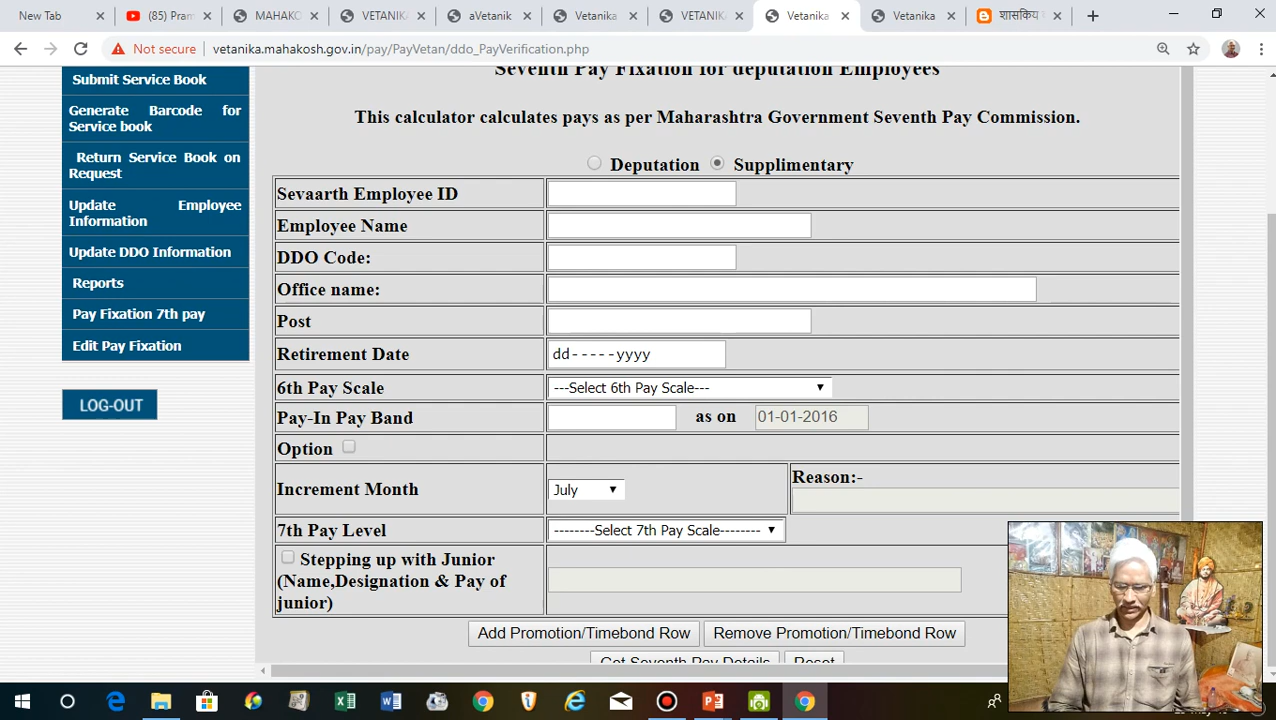 New Tab
(85) Pram
MAHAKO
VETANIKA
aVetanik
Vetanika
VETANIK
Vetanika
Vetanika
शासकिय
Not secure
vetanika.mahakosh.gov.in/pay/PayVetan/ddo_PayVerification.php
Submit Service Book
Generate Barcode for Service book
Return Service Book on Request
Update Employee Information
Update DDO Information
Reports
Pay Fixation 7th pay
Edit Pay Fixation
LOG-OUT
Seventh Pay Fixation for deputation Employees
This calculator calculates pays as per Maharashtra Government Seventh Pay Commission.
Deputation Supplimentary
Sevaarth Employee ID
Employee Name
DDO Code:
Office name:
Post
Retirement Date dd-----yyyy
6th Pay Scale ---Select 6th Pay Scale---
Pay-In Pay Band as on 01-01-2016
Option
Increment Month July Reason:-
7th Pay Level --------Select 7th Pay Scale--------
Stepping up with Junior
(Name,Designation & Pay of
junior)
Add Promotion/Timebond Row Remove Promotion/Timebond Row
Get Seventh Pay Details Reset